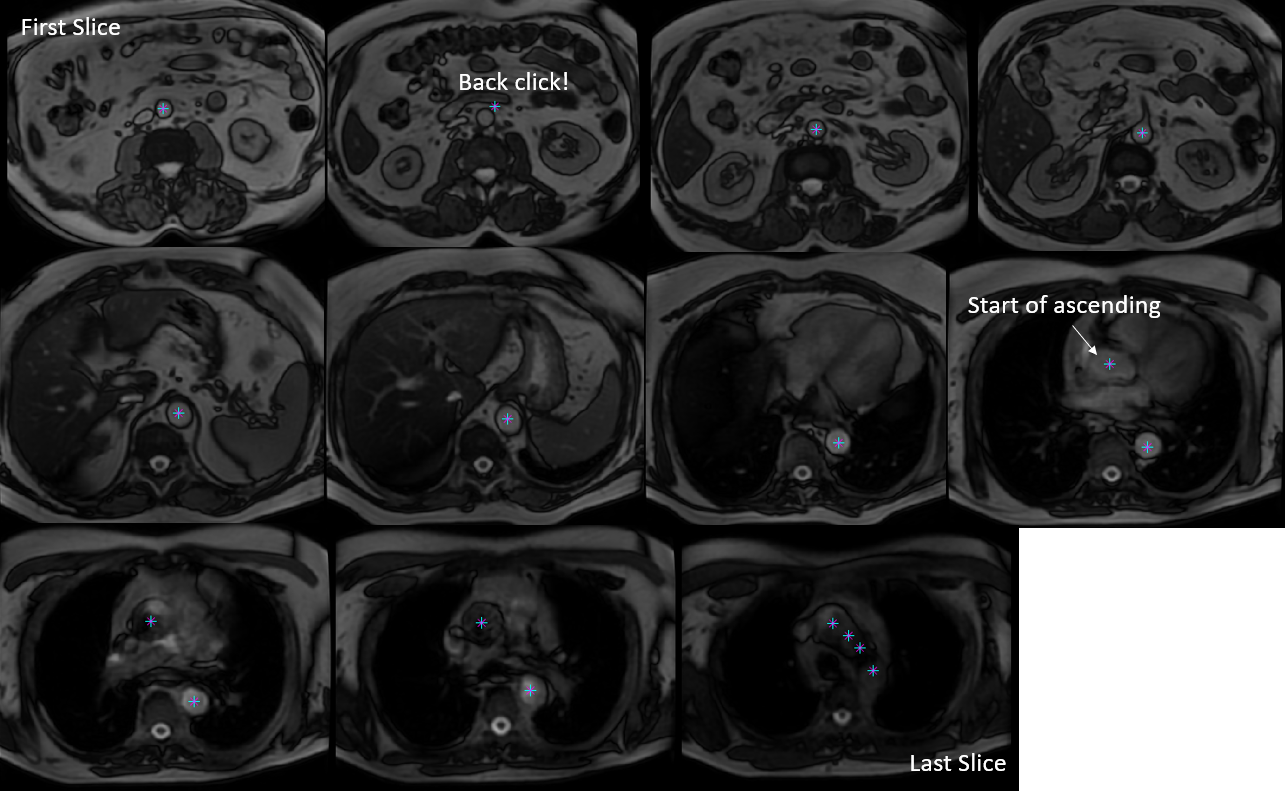 First Slice
Back click!
Start of ascending
Last Slice